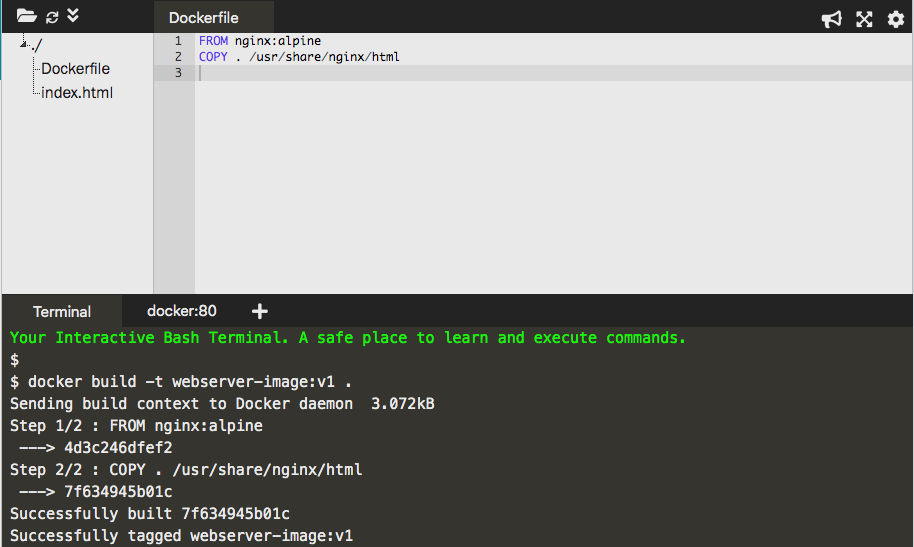 Dockerfile
./
Dockerfile
index.html
1 FROM nginx:alpine
2 COPY . /usr/share/nginx/html
3
Terminal docker:80 +
Your Interactive Bash Terminal. A safe place to learn and execute commands.
$
$ docker build -t webserver-image:v1 .
Sending build context to Docker daemon  3.072kB
Step 1/2 : FROM nginx:alpine
 ---> 4d3c246dfef2
Step 2/2 : COPY . /usr/share/nginx/html
 ---> 7f634945b01c
Successfully built 7f634945b01c
Successfully tagged webserver-image:v1